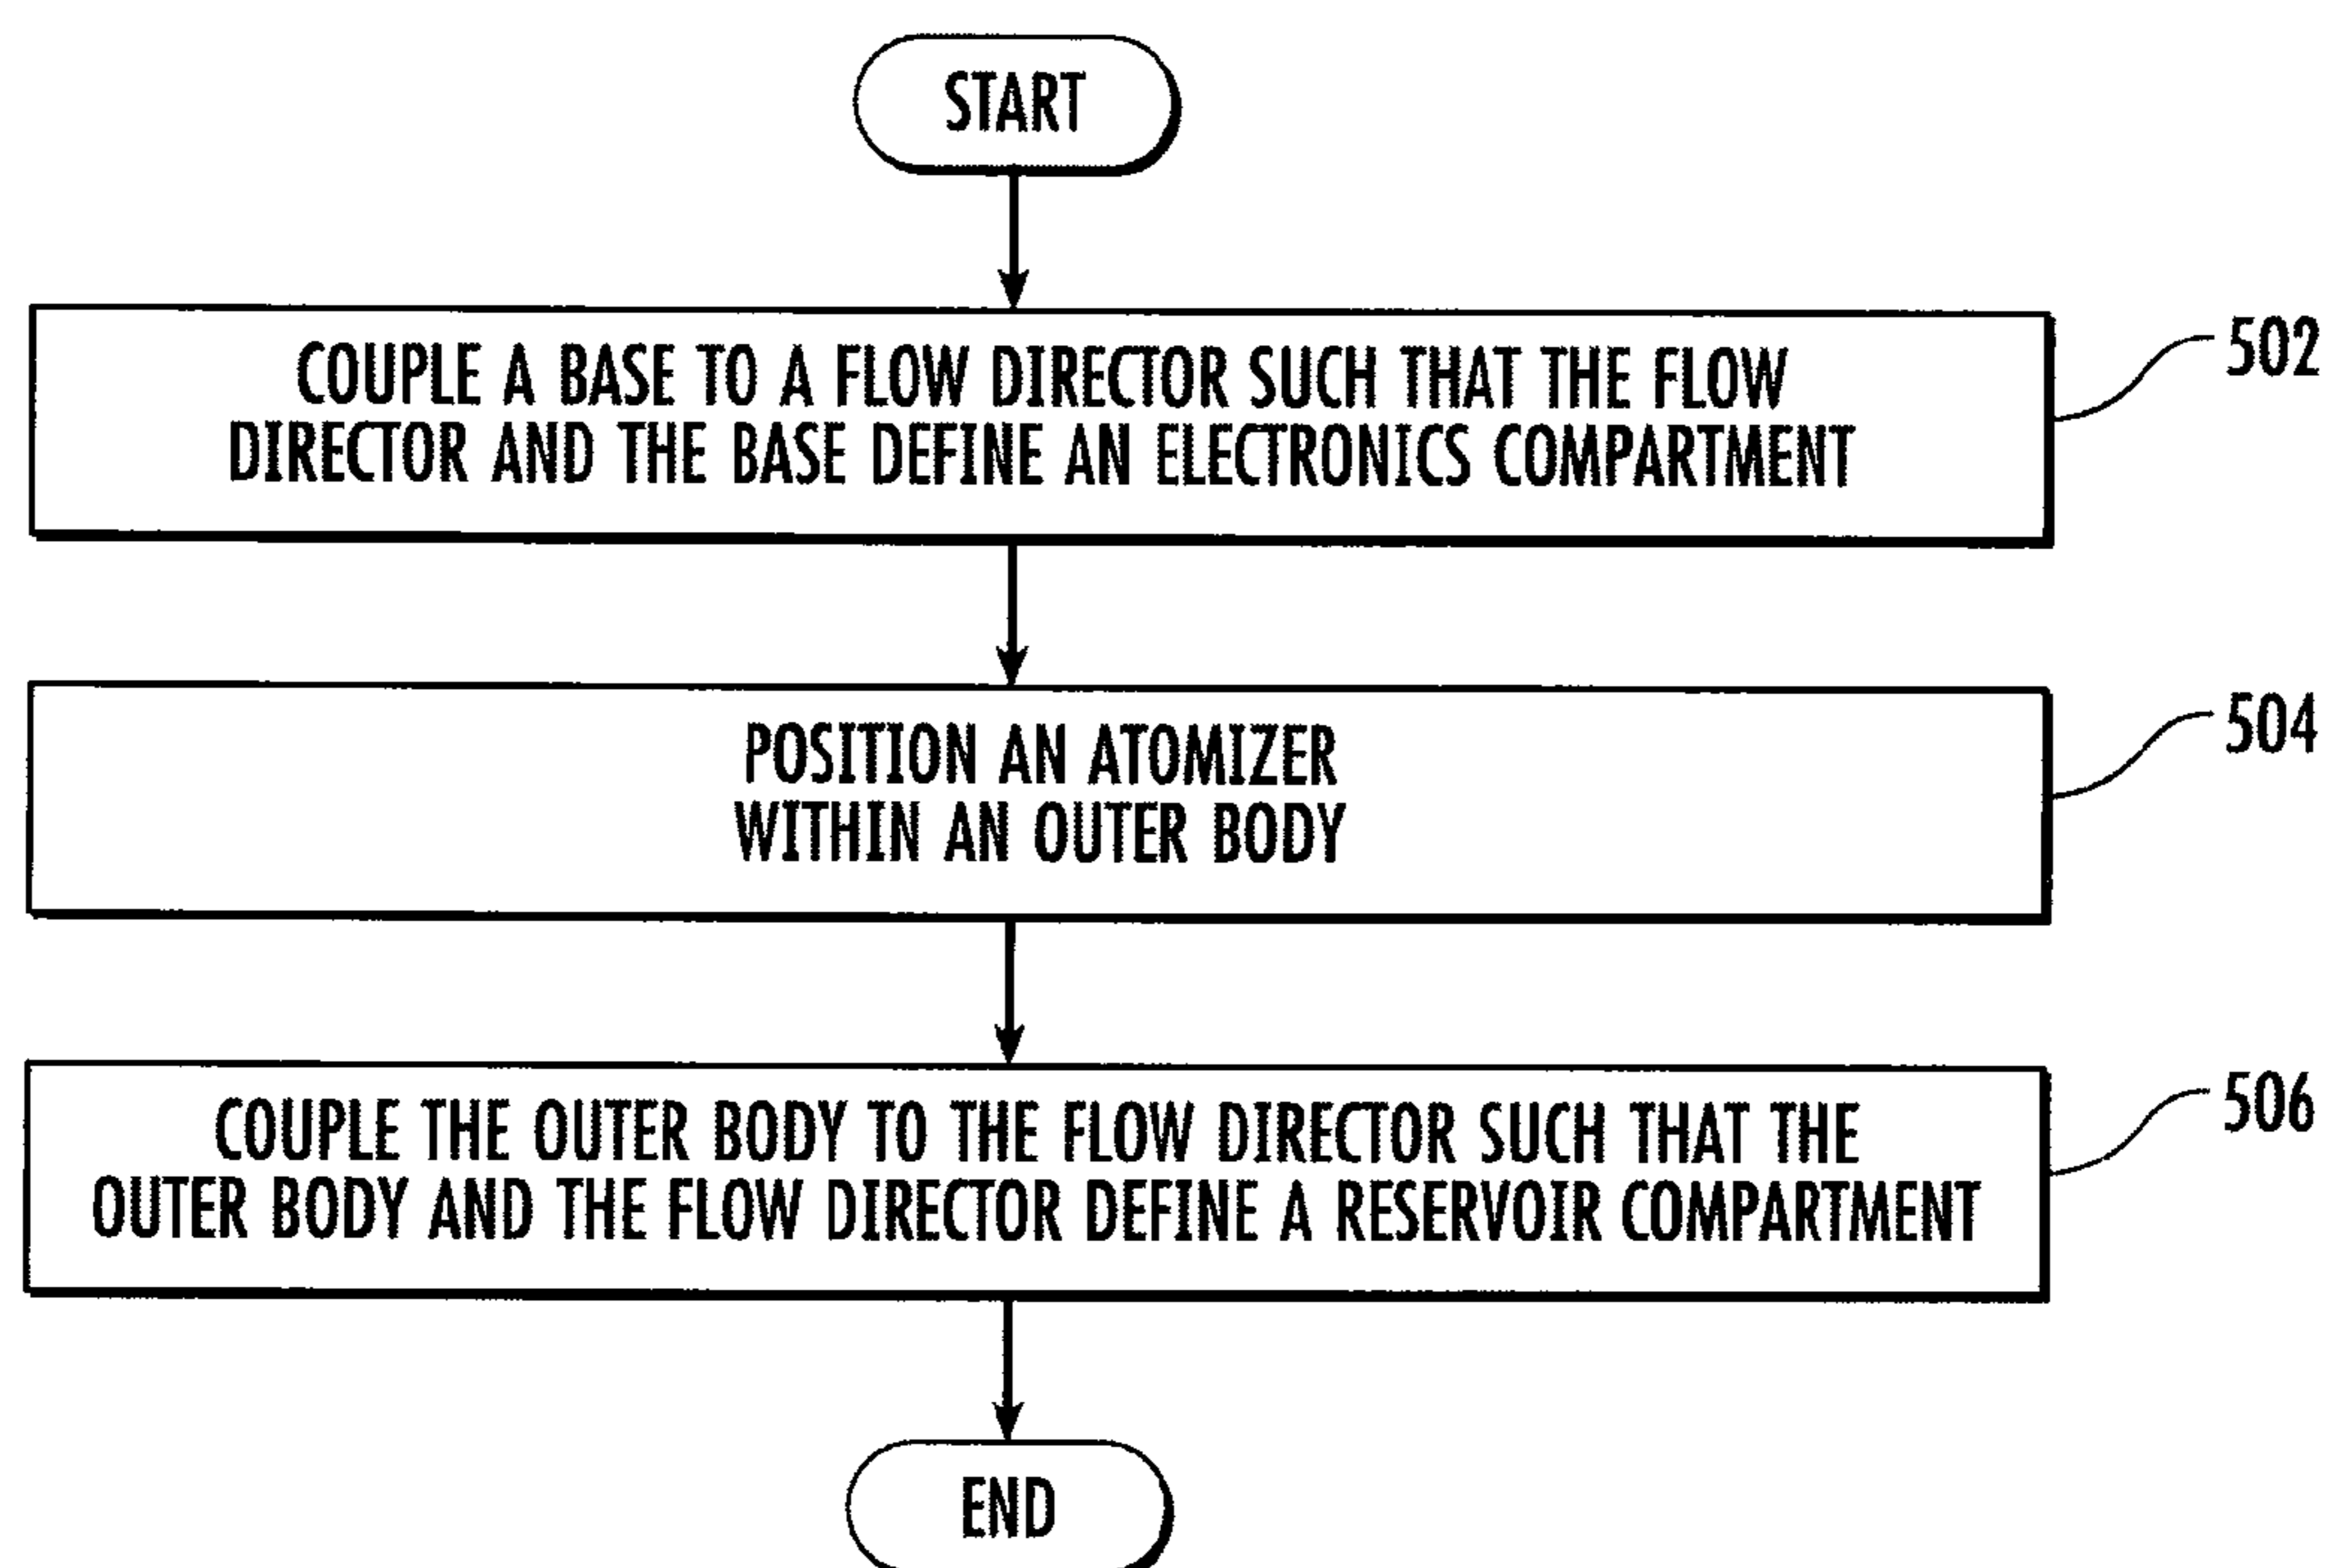 START
COUPLE A BASE TO A FLOW DIRECTOR SUCH THAT THE FLOW
DIRECTOR AND THE BASE DEFINE AN ELECTRONICS COMPARTMENT
502
POSITION AN ATOMIZER
WITHIN AN OUTER BODY
504
COUPLE THE OUTER BODY TO THE FLOW DIRECTOR SUCH THAT THE
OUTER BODY AND THE FLOW DIRECTOR DEFINE A RESERVOIR COMPARTMENT
506
END